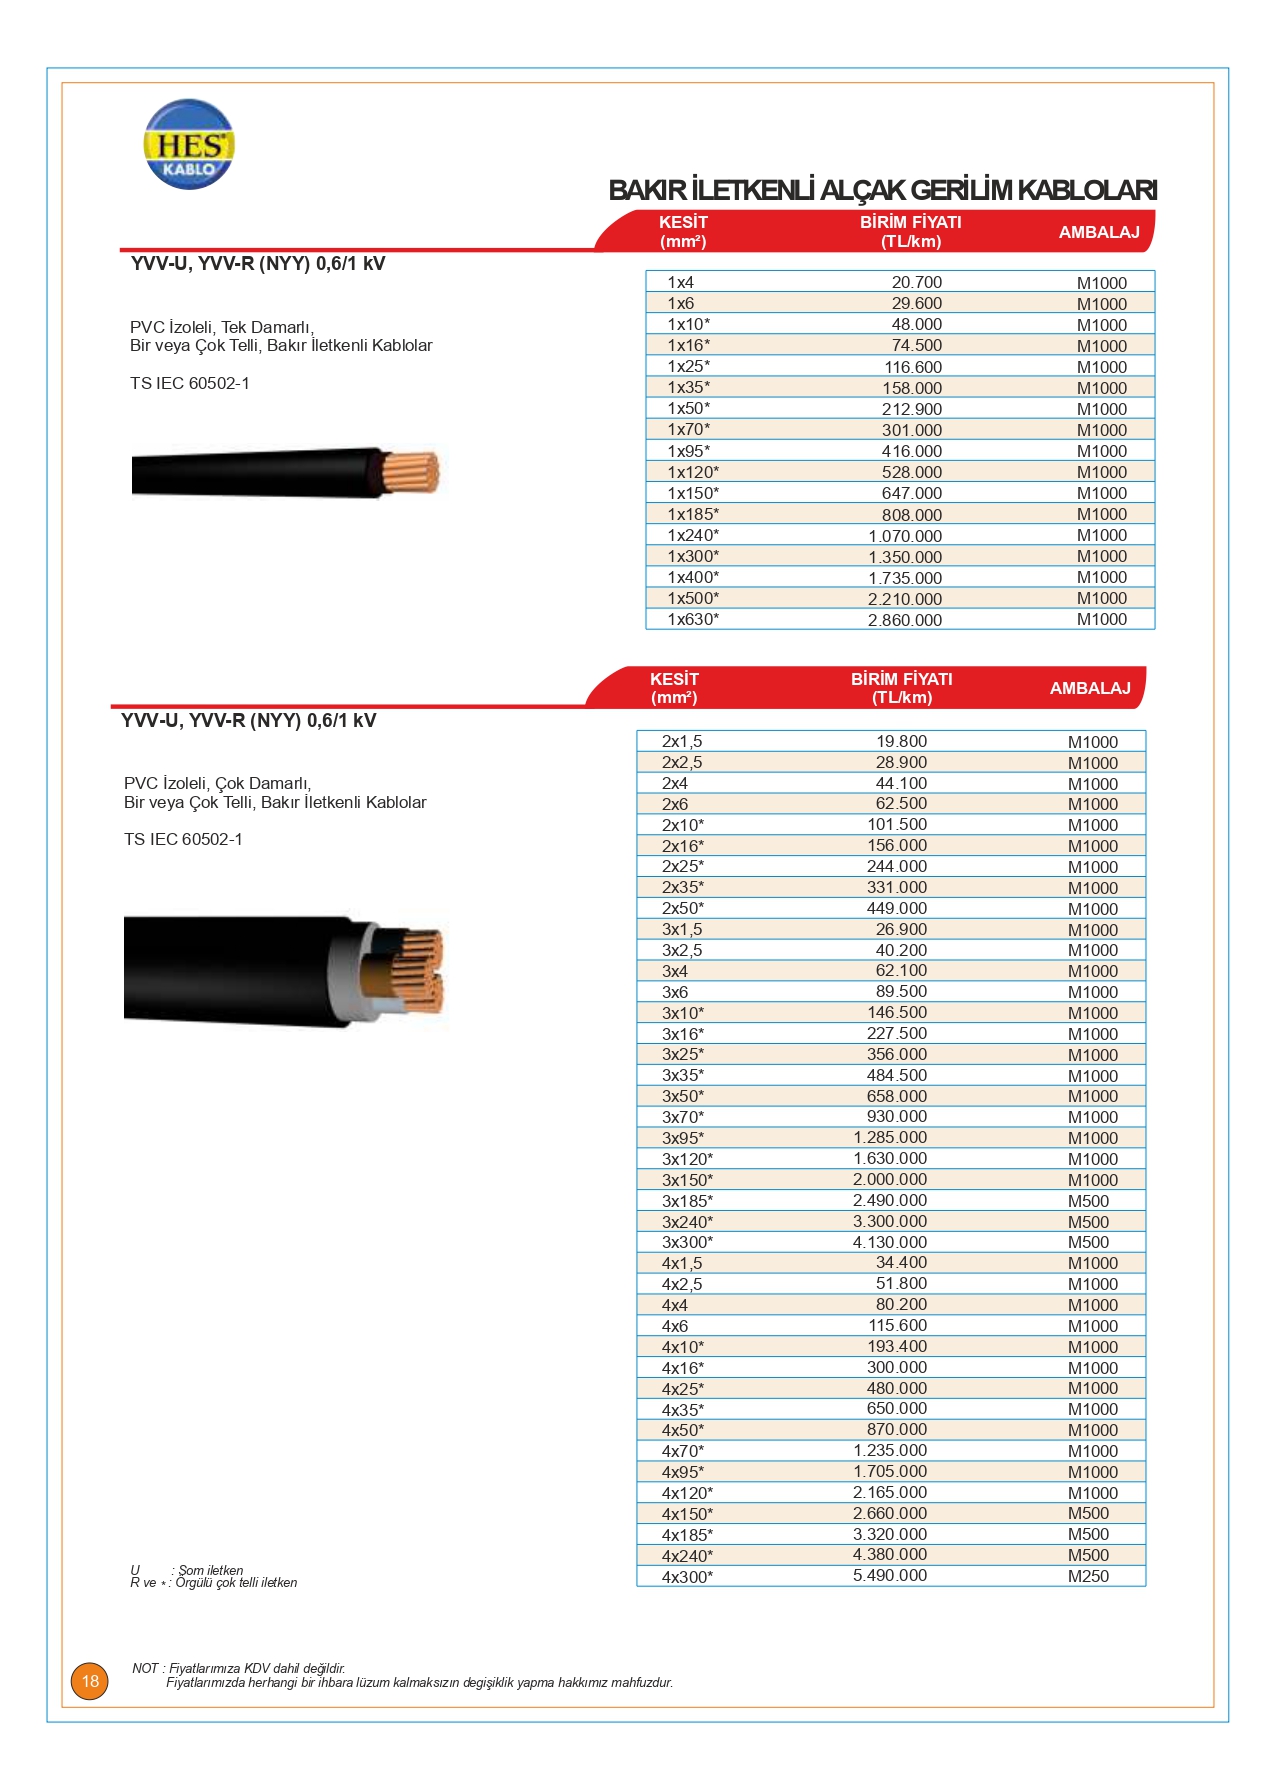 HES®
KABLO
BAKIR İLETKENLİ ALÇAK GERİLİM KABLOLARI
KESİT (mm²) BİRİM FİYATI (TL/km) AMBALAJ
YVV-U, YVV-R (NYY) 0,6/1 kV
PVC İzoleli, Tek Damarlı,
Bir veya Çok Telli, Bakır İletkenli Kablolar
TS IEC 60502-1
1x4 20.700 M1000
1x6 29.600 M1000
1x10* 48.000 M1000
1x16* 74.500 M1000
1x25* 116.600 M1000
1x35* 158.000 M1000
1x50* 212.900 M1000
1x70* 301.000 M1000
1x95* 416.000 M1000
1x120* 528.000 M1000
1x150* 647.000 M1000
1x185* 808.000 M1000
1x240* 1.070.000 M1000
1x300* 1.350.000 M1000
1x400* 1.735.000 M1000
1x500* 2.210.000 M1000
1x630* 2.860.000 M1000
KESİT (mm²) BİRİM FİYATI (TL/km) AMBALAJ
YVV-U, YVV-R (NYY) 0,6/1 kV
PVC İzoleli, Çok Damarlı,
Bir veya Çok Telli, Bakır İletkenli Kablolar
TS IEC 60502-1
2x1,5 19.800 M1000
2x2,5 28.900 M1000
2x4 44.100 M1000
2x6 62.500 M1000
2x10* 101.500 M1000
2x16* 156.000 M1000
2x25* 244.000 M1000
2x35* 331.000 M1000
2x50* 449.000 M1000
3x1,5 26.900 M1000
3x2,5 40.200 M1000
3x4 62.100 M1000
3x6 89.500 M1000
3x10* 146.500 M1000
3x16* 227.500 M1000
3x25* 356.000 M1000
3x35* 484.500 M1000
3x50* 658.000 M1000
3x70* 930.000 M1000
3x95* 1.285.000 M1000
3x120* 1.630.000 M1000
3x150* 2.000.000 M1000
3x185* 2.490.000 M500
3x240* 3.300.000 M500
3x300* 4.130.000 M500
4x1,5 34.400 M1000
4x2,5 51.800 M1000
4x4 80.200 M1000
4x6 115.600 M1000
4x10* 193.400 M1000
4x16* 300.000 M1000
4x25* 480.000 M1000
4x35* 650.000 M1000
4x50* 870.000 M1000
4x70* 1.235.000 M1000
4x95* 1.705.000 M1000
4x120* 2.165.000 M1000
4x150* 2.660.000 M500
4x185* 3.320.000 M500
4x240* 4.380.000 M500
4x300* 5.490.000 M250
U : Som iletken
R ve * : Örgülü çok telli iletken
NOT : Fiyatlarımıza KDV dahil değildir.
Fiyatlarımızda herhangi bir ihbara lüzum kalmaksızın degişiklik yapma hakkımız mahfuzdur.
18